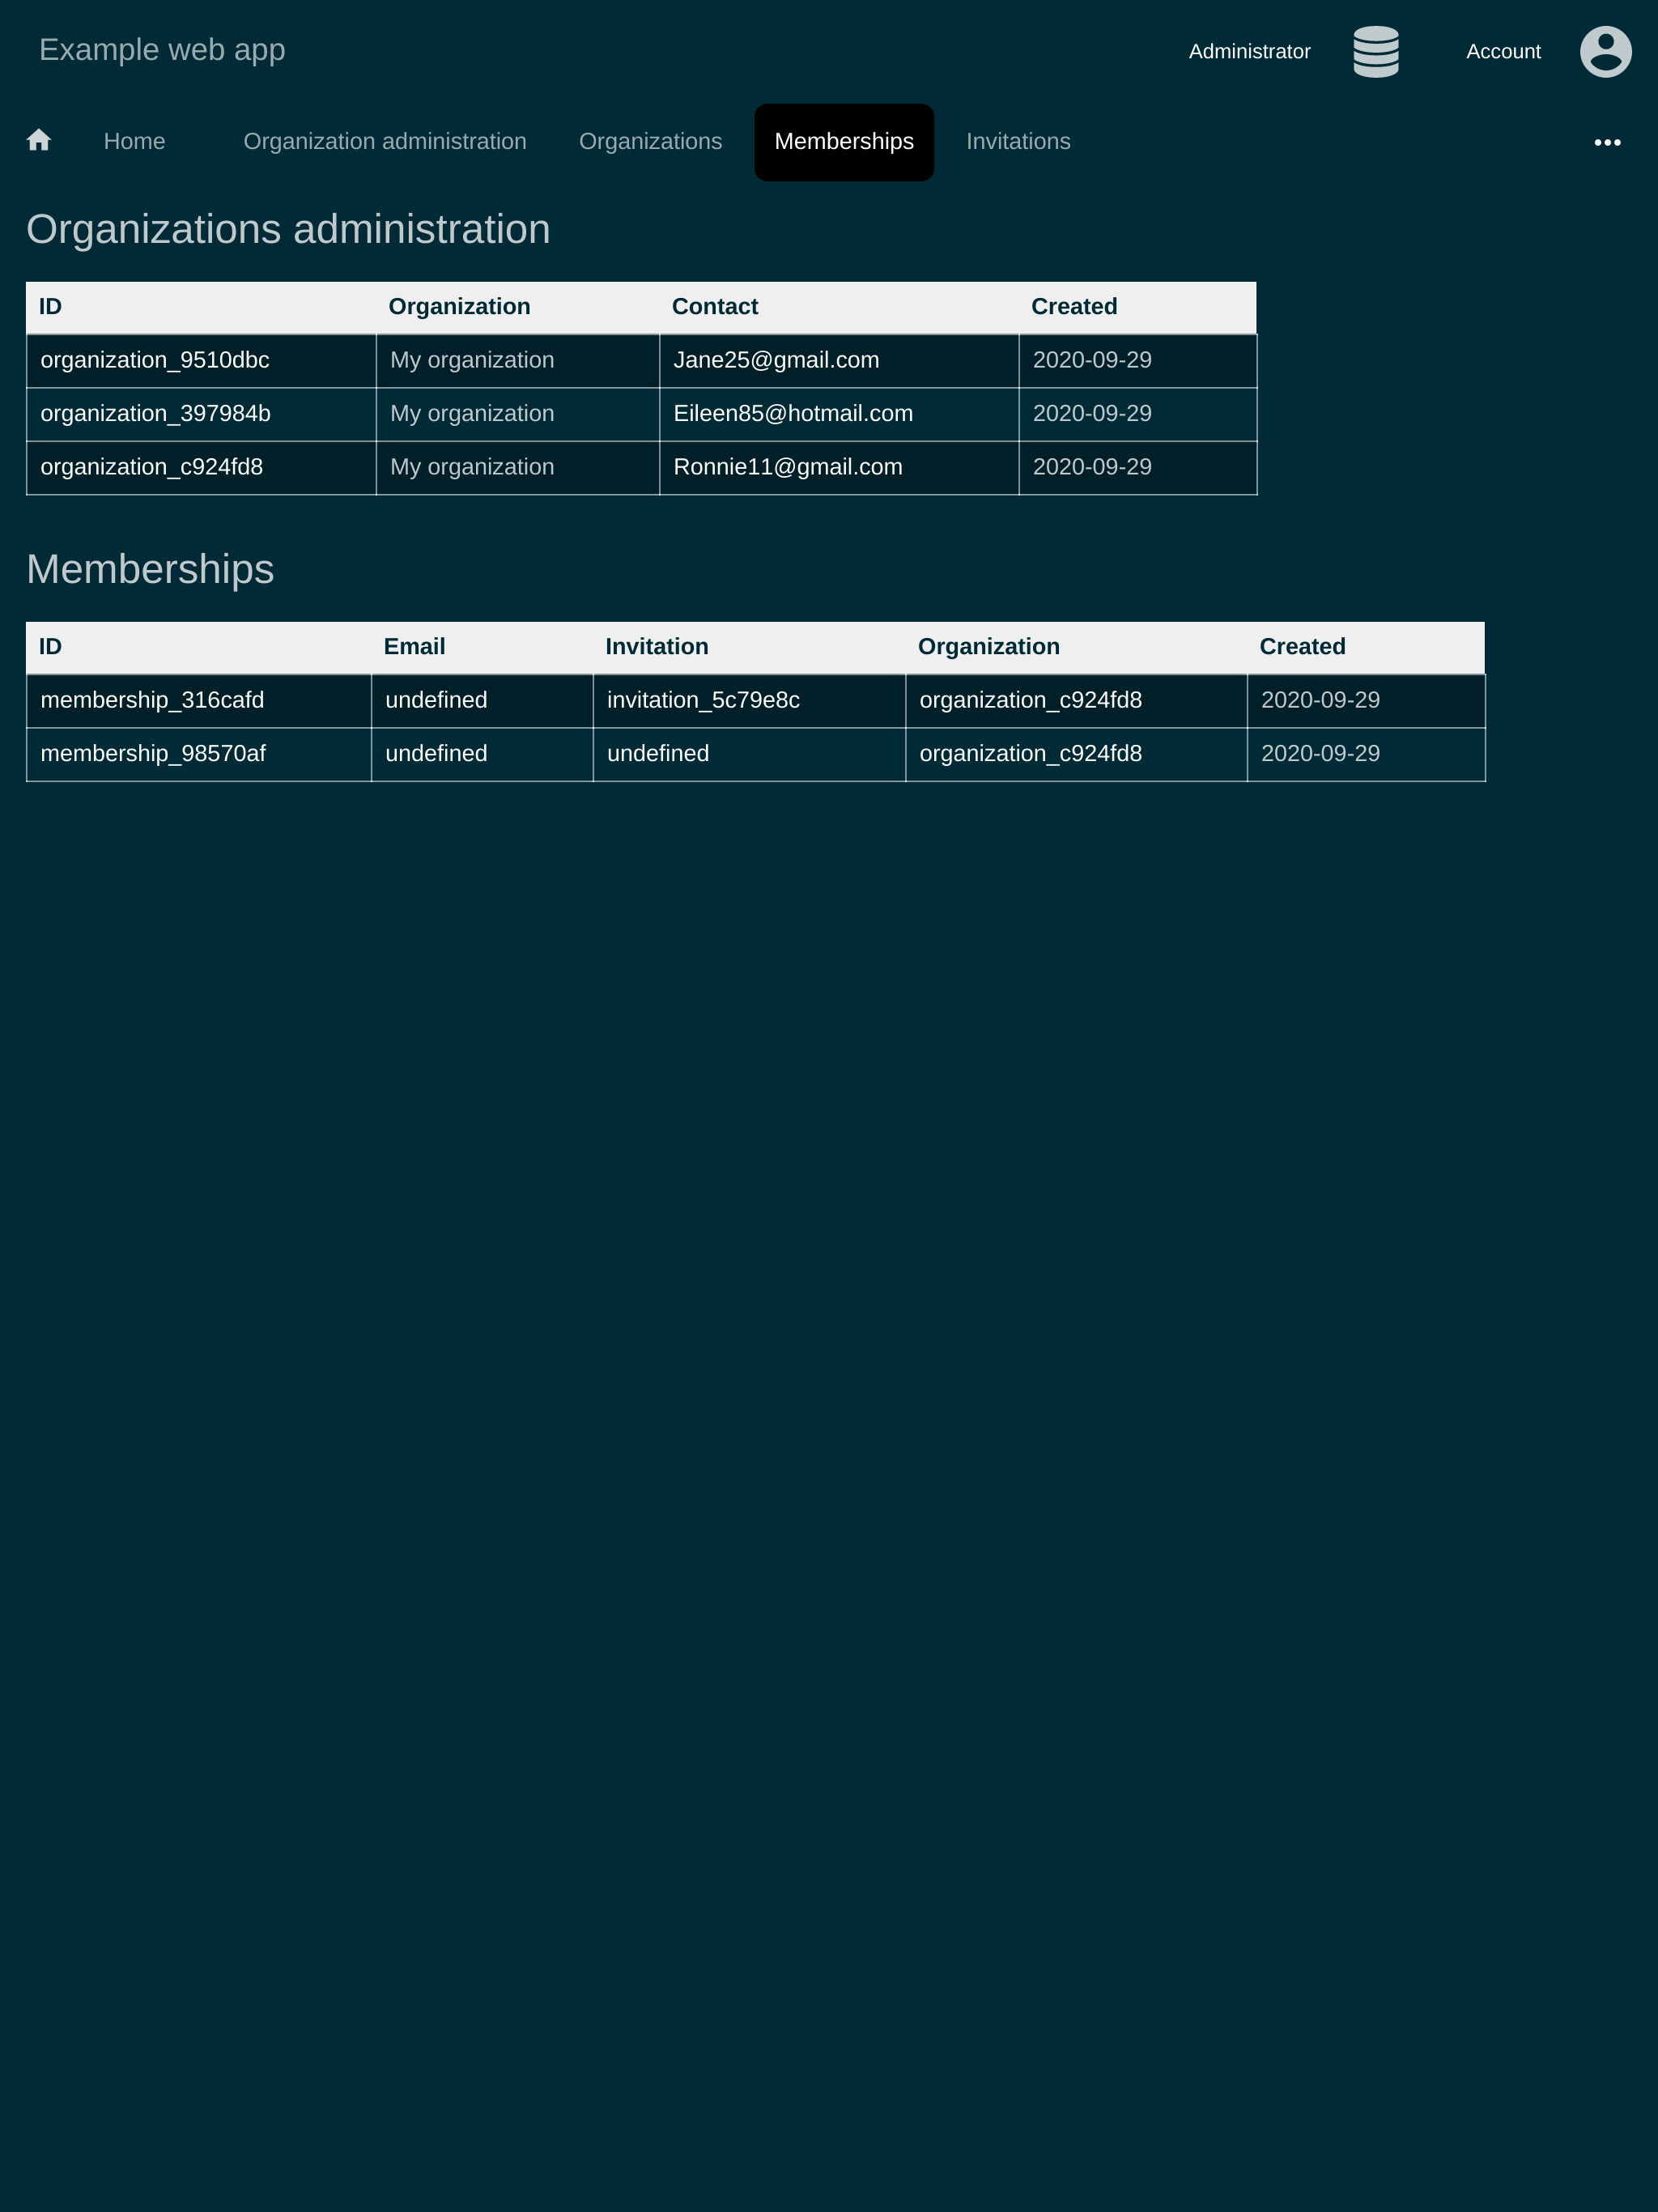 Example web app Administrator Account
Home Organization administration Organizations Memberships Invitations
Organizations administration
ID Organization Contact Created
organization_9510dbc My organization Jane25@gmail.com 2020-09-29
organization_397984b My organization Eileen85@hotmail.com 2020-09-29
organization_c924fd8 My organization Ronnie11@gmail.com 2020-09-29
Memberships
ID Email Invitation Organization Created
membership_316cafd undefined invitation_5c79e8c organization_c924fd8 2020-09-29
membership_98570af undefined undefined organization_c924fd8 2020-09-29